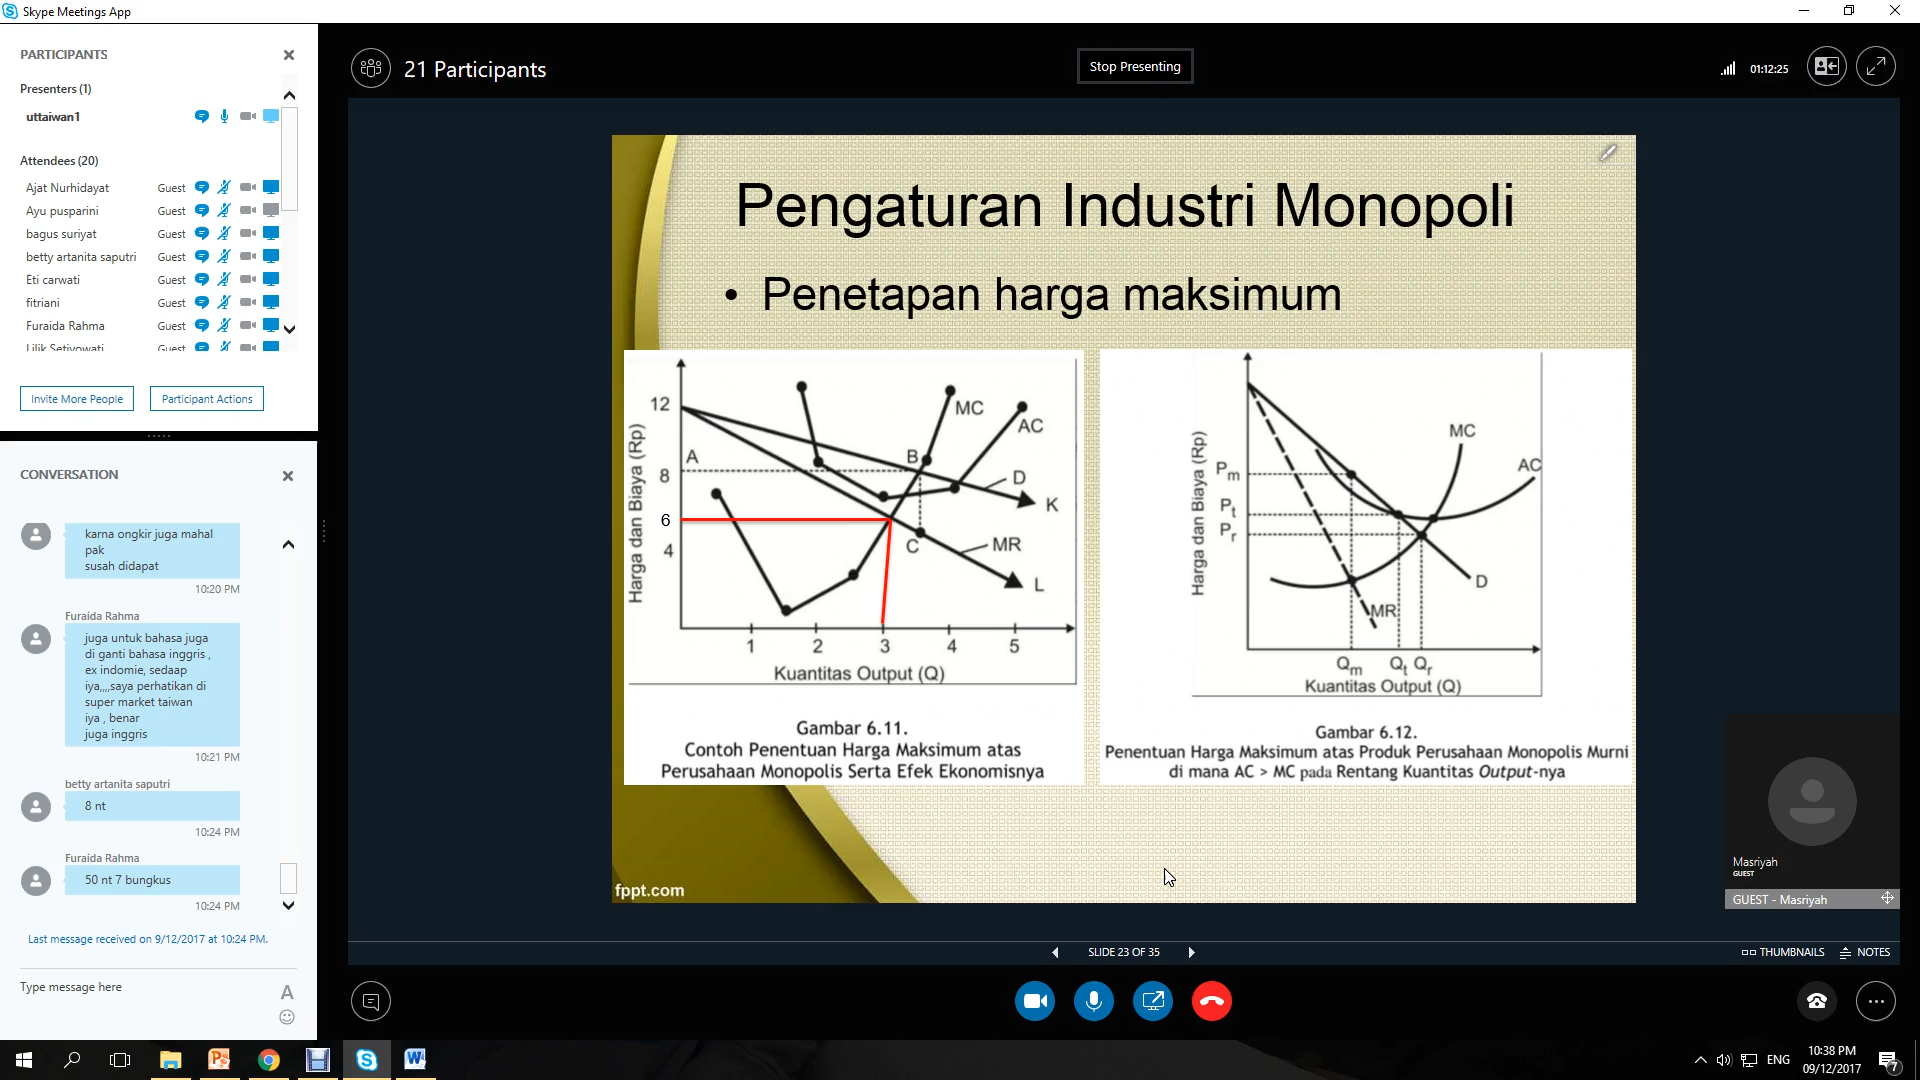 Skype Meetings App
PARTICIPANTS
Presenters (1)
uttaiwan1
Attendees (20)
Ajat Nurhidayat Guest
Ayu pusparini Guest
bagus suriyat Guest
betty artanita saputri Guest
Eti carwati Guest
fitriani Guest
Furaida Rahma Guest
Lilik Setiyowati Guest
Invite More People
Participant Actions
CONVERSATION
karna ongkir juga mahal
pak
susah didapat
10:20 PM
Furaida Rahma
juga untuk bahasa juga
di ganti bahasa inggris ,
ex indomie, sedaap
iya,,,,saya perhatikan di
super market taiwan
iya , benar
juga inggris
10:21 PM
betty artanita saputri
8 nt
10:24 PM
Furaida Rahma
50 nt 7 bungkus
10:24 PM
Last message received on 9/12/2017 at 10:24 PM.
Type message here
A
21 Participants
Stop Presenting
01:12:25
Pengaturan Industri Monopoli
• Penetapan harga maksimum
Harga dan Biaya (Rp)
12
8
6
4
A
B
C
MC
AC
D
K
MR
L
1 2 3 4 5
Kuantitas Output (Q)
Gambar 6.11.
Contoh Penentuan Harga Maksimum atas
Perusahaan Monopolis Serta Efek Ekonomisnya
Harga dan Biaya (Rp)
Pm
Pt
Pr
MC
AC
D
MR
Qm Qt Qr
Kuantitas Output (Q)
Gambar 6.12.
Penentuan Harga Maksimum atas Produk Perusahaan Monopolis Murni
di mana AC > MC pada Rentang Kuantitas Output-nya
fppt.com
Masriyah
GUEST
GUEST - Masriyah
SLIDE 23 OF 35
THUMBNAILS
NOTES
ENG
10:38 PM
09/12/2017
7